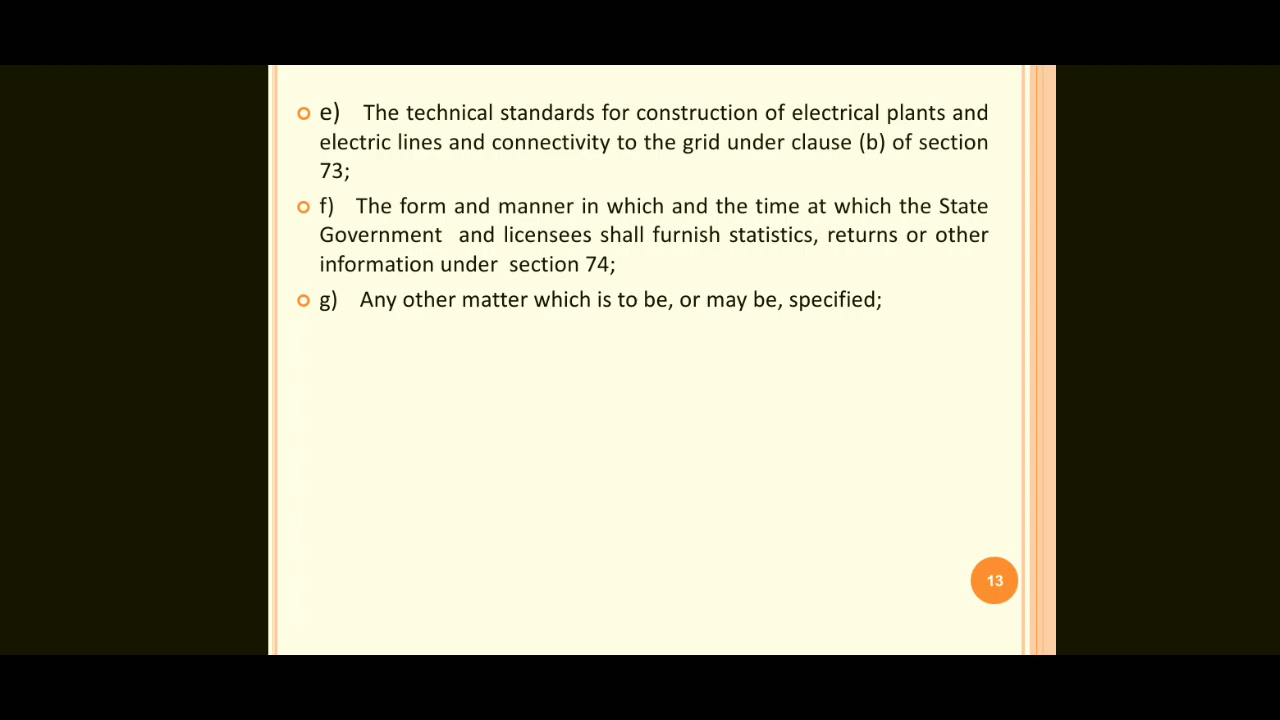 e) The technical standards for construction of electrical plants and
electric lines and connectivity to the grid under clause (b) of section
73;
f) The form and manner in which and the time at which the State
Government and licensees shall furnish statistics, returns or other
information under section 74;
g) Any other matter which is to be, or may be, specified;
13